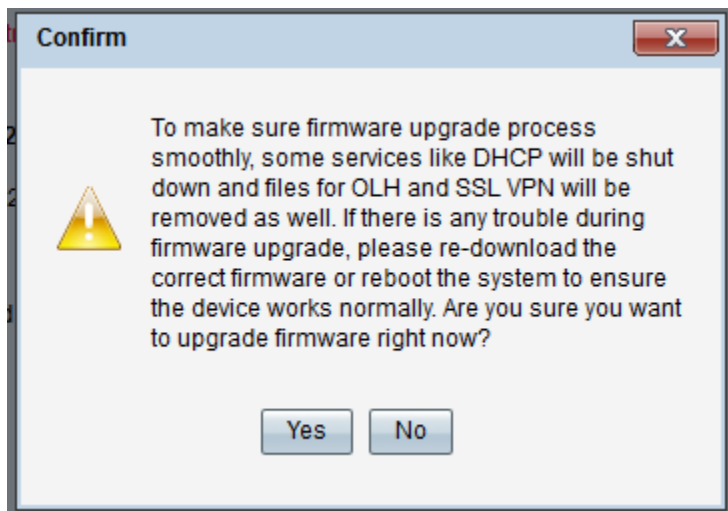 Confirm
To make sure firmware upgrade process
smoothly, some services like DHCP will be shut
down and files for OLH and SSL VPN will be
removed as well. If there is any trouble during
firmware upgrade, please re-download the
correct firmware or reboot the system to ensure
the device works normally. Are you sure you want
to upgrade firmware right now?
Yes No